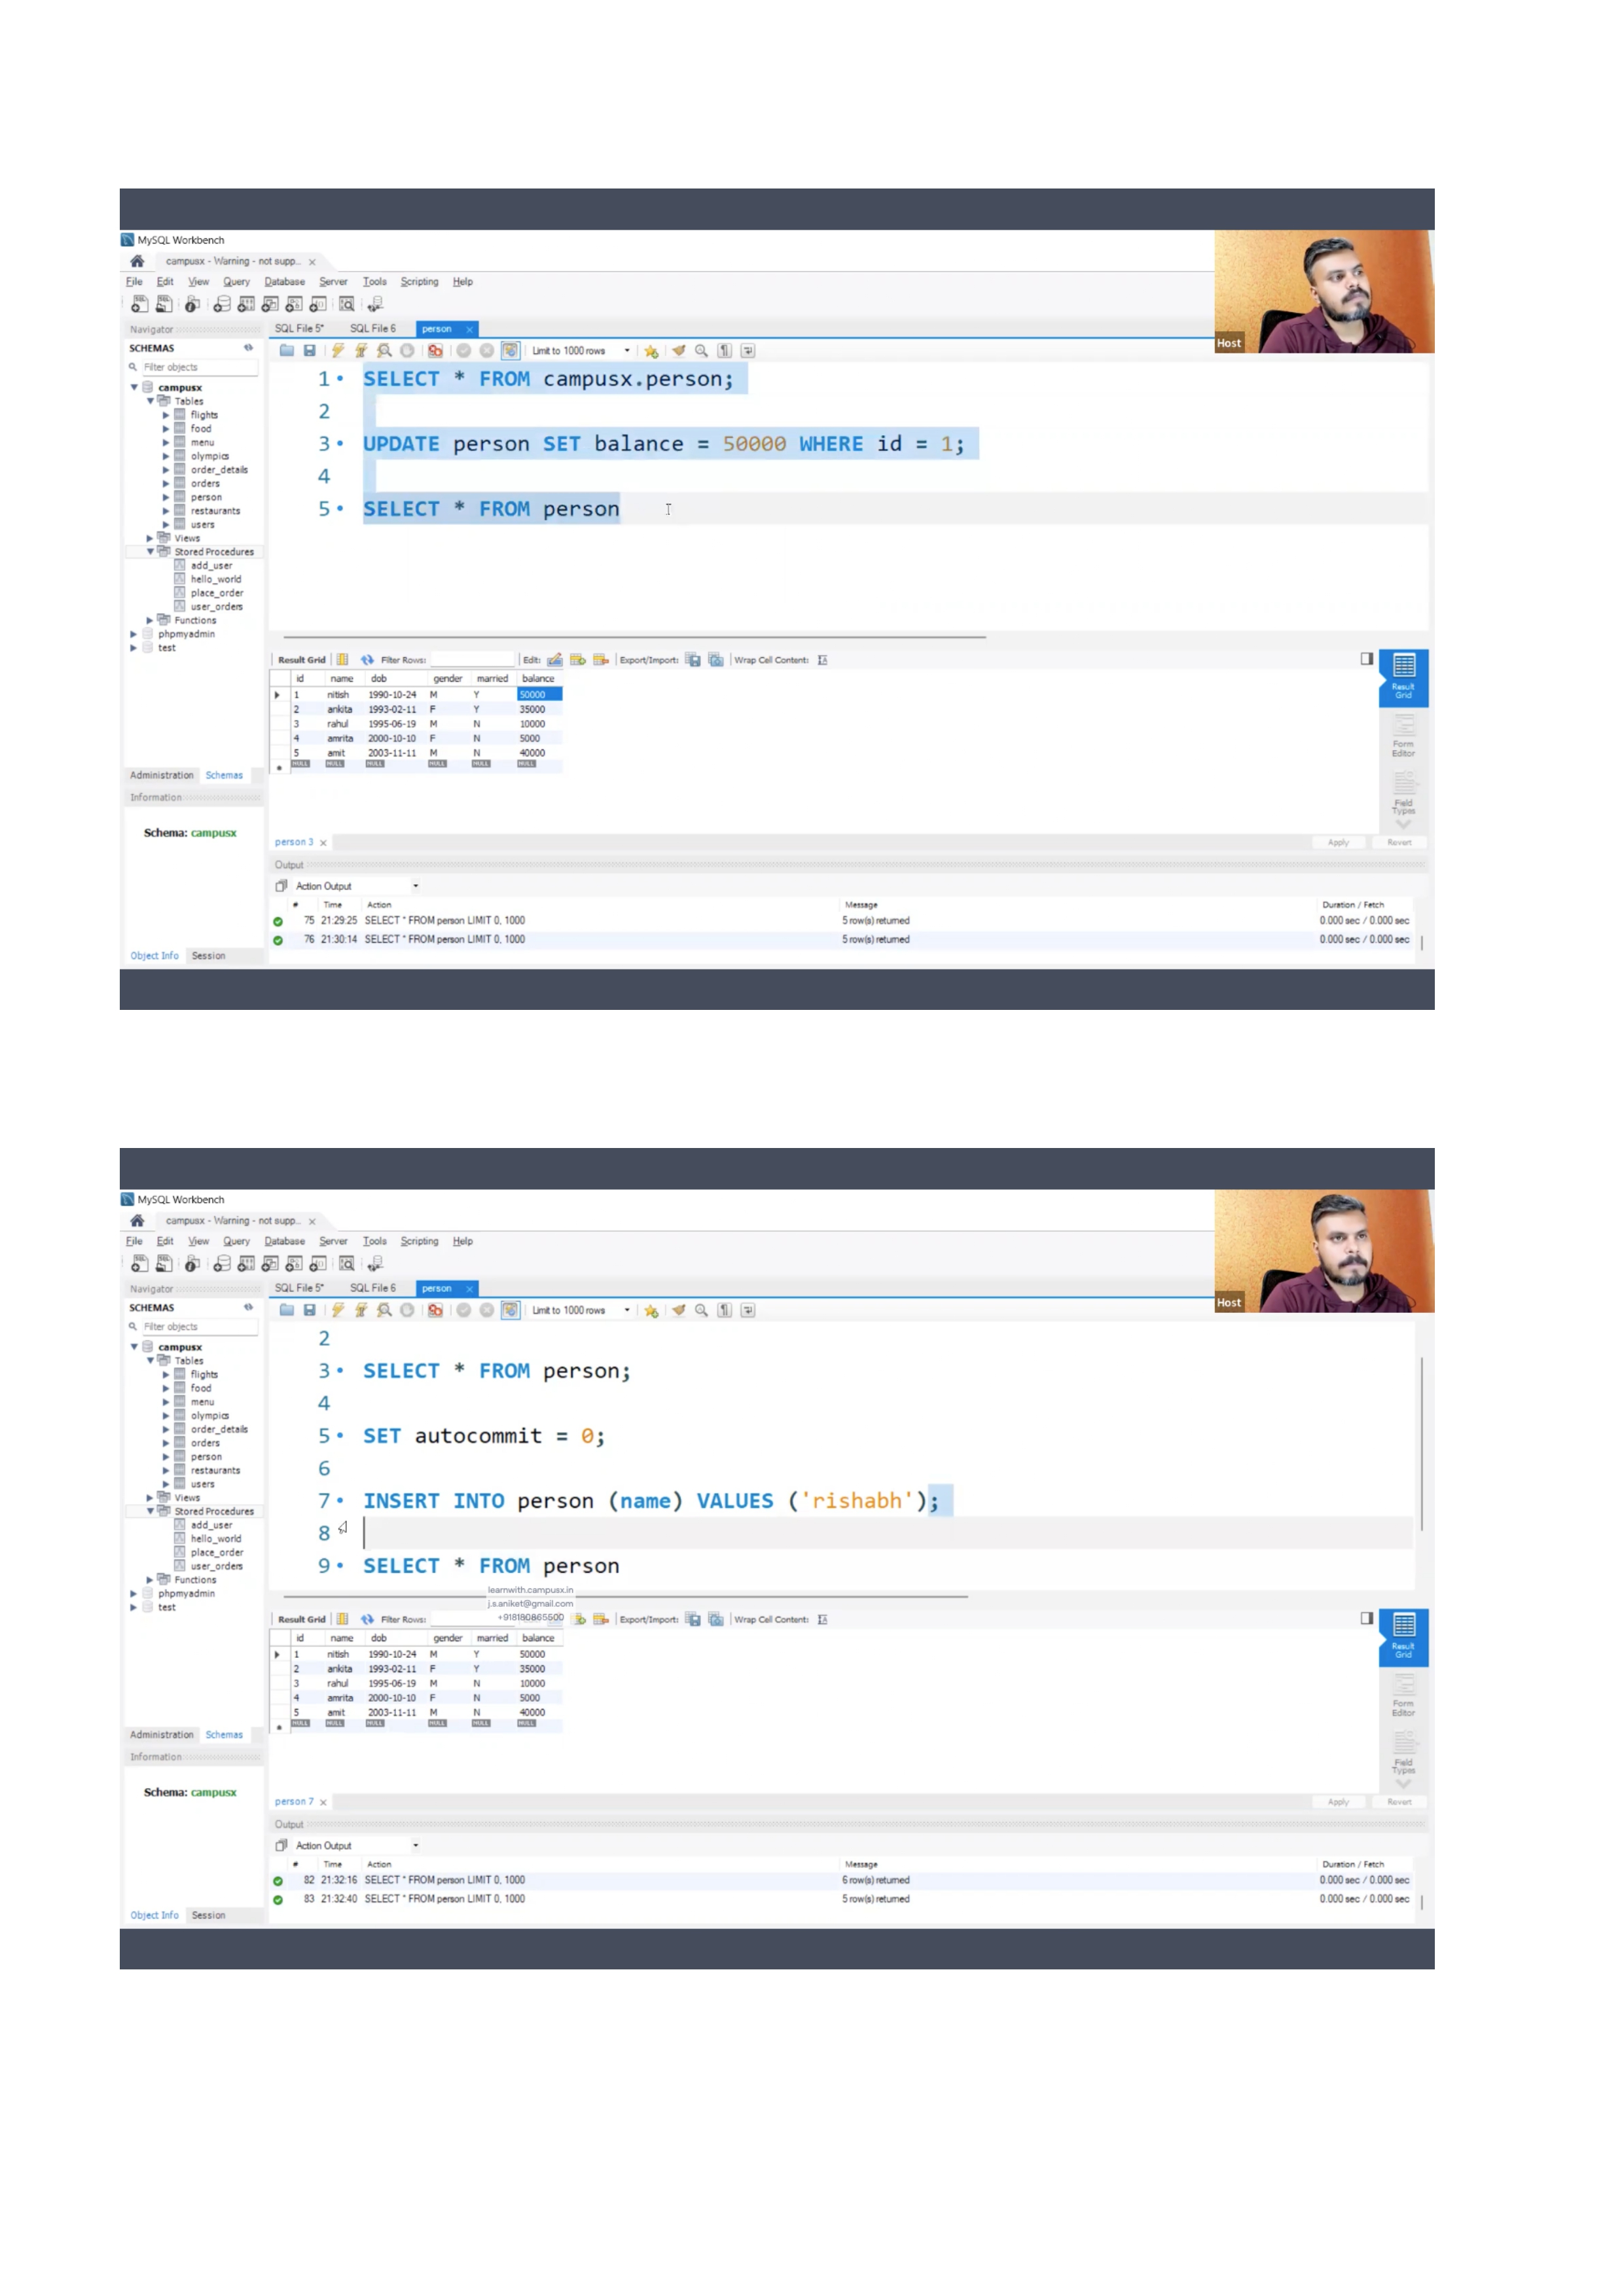 MySQL Workbench
campusx - Warning - not supp... x
File Edit View Query Database Server Tools Scripting Help
Host
Navigator
SQL File 5* SQL File 6 person x
SCHEMAS
Limit to 1000 rows
Filter objects
campusx
Tables
flights
food
menu
olympics
order_details
orders
person
restaurants
users
Views
Stored Procedures
add_user
hello_world
place_order
user_orders
Functions
phpmyadmin
test
1 SELECT * FROM campusx.person;
2
3 UPDATE person SET balance = 50000 WHERE id = 1;
4
5 SELECT * FROM person
Result Grid Filter Rows: Edit: Export/Import: Wrap Cell Content:
id name dob gender married balance
1 nitish 1990-10-24 M Y 50000
2 ankita 1993-02-11 F Y 35000
3 rahul 1995-06-19 M N 10000
4 amrita 2000-10-10 F N 5000
5 amit 2003-11-11 M N 40000
NULL NULL NULL NULL NULL NULL
Result
Grid
Form
Editor
Field
Types
Administration Schemas
Information
Schema: campusx
person 3 x
Apply Revert
Output
Action Output
# Time Action Message Duration / Fetch
75 21:29:25 SELECT * FROM person LIMIT 0, 1000 5 row(s) returned 0.000 sec / 0.000 sec
76 21:30:14 SELECT * FROM person LIMIT 0, 1000 5 row(s) returned 0.000 sec / 0.000 sec
Object Info Session
MySQL Workbench
campusx - Warning - not supp... x
File Edit View Query Database Server Tools Scripting Help
Host
Navigator
SQL File 5* SQL File 6 person x
SCHEMAS
Limit to 1000 rows
Filter objects
campusx
Tables
flights
food
menu
olympics
order_details
orders
person
restaurants
users
Views
Stored Procedures
add_user
hello_world
place_order
user_orders
Functions
phpmyadmin
test
2
3 SELECT * FROM person;
4
5 SET autocommit = 0;
6
7 INSERT INTO person (name) VALUES ('rishabh');
8
9 SELECT * FROM person
learnwith.campusx.in
j.s.aniket@gmail.com
+918180865500
Result Grid Filter Rows: Export/Import: Wrap Cell Content:
id name dob gender married balance
1 nitish 1990-10-24 M Y 50000
2 ankita 1993-02-11 F Y 35000
3 rahul 1995-06-19 M N 10000
4 amrita 2000-10-10 F N 5000
5 amit 2003-11-11 M N 40000
NULL NULL NULL NULL NULL NULL
Result
Grid
Form
Editor
Field
Types
Administration Schemas
Information
Schema: campusx
person 7 x
Apply Revert
Output
Action Output
# Time Action Message Duration / Fetch
82 21:32:16 SELECT * FROM person LIMIT 0, 1000 6 row(s) returned 0.000 sec / 0.000 sec
83 21:32:40 SELECT * FROM person LIMIT 0, 1000 5 row(s) returned 0.000 sec / 0.000 sec
Object Info Session